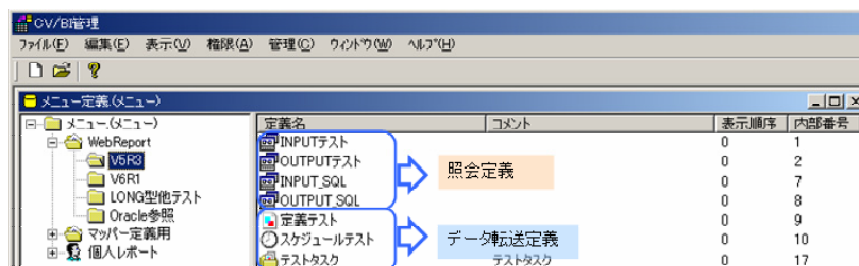 GV/BI管理
ファイル(F) 編集(E) 表示(V) 権限(A) 管理(C) ウィンドウ(W) ヘルプ(H)
メニュー定義.(メニュー)
メニュー.(メニュー)
WebReport
V5R3
V6R1
LONG型他テスト
Oracle参照
マッパー定義用
個人レポート
定義名 コメント 表示順序 内部番号
INPUTテスト 0 1
OUTPUTテスト 0 2
INPUT_SQL 0 7
OUTPUT_SQL 0 8
定義テスト 0 9
スケジュールテスト 0 10
テストタスク テストタスク 0 17
照会定義
データ転送定義